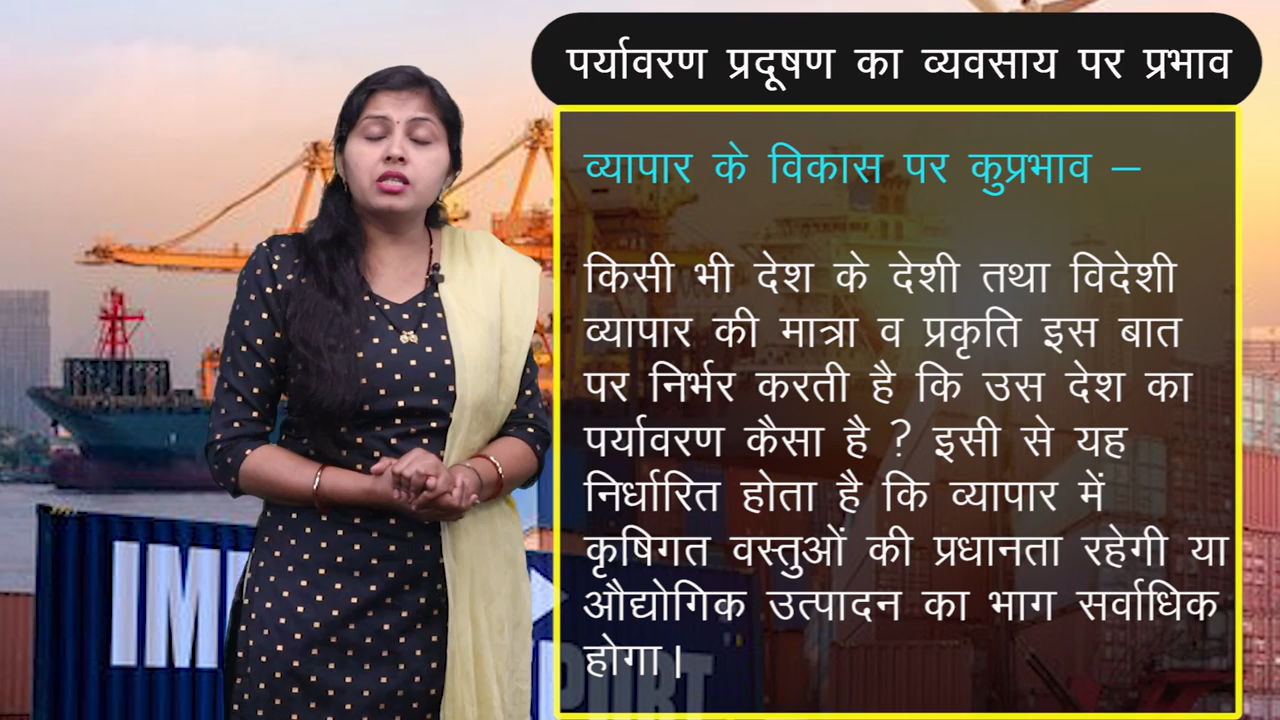 पर्यावरण प्रदूषण का व्यवसाय पर प्रभाव
व्यापार के विकास पर कुप्रभाव –
किसी भी देश के देशी तथा विदेशी
व्यापार की मात्रा व प्रकृति इस बात
पर निर्भर करती है कि उस देश का
पर्यावरण कैसा है ? इसी से यह
निर्धारित होता है कि व्यापार में
कृषिगत वस्तुओं की प्रधानता रहेगी या
औद्योगिक उत्पादन का भाग सर्वाधिक
होगा।